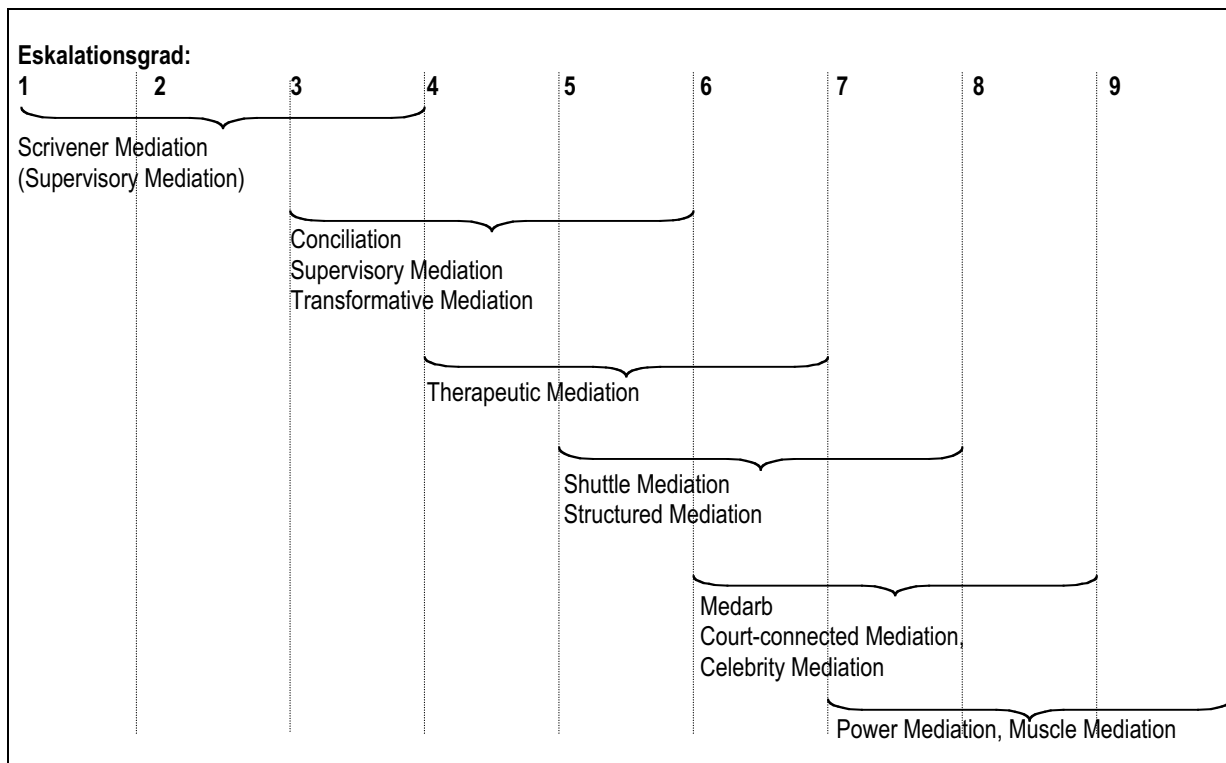 Eskalationsgrad:
1 2 3 4 5 6 7 8 9
Scrivener Mediation
(Supervisory Mediation)
Conciliation
Supervisory Mediation
Transformative Mediation
Therapeutic Mediation
Shuttle Mediation
Structured Mediation
Medarb
Court-connected Mediation,
Celebrity Mediation
Power Mediation, Muscle Mediation